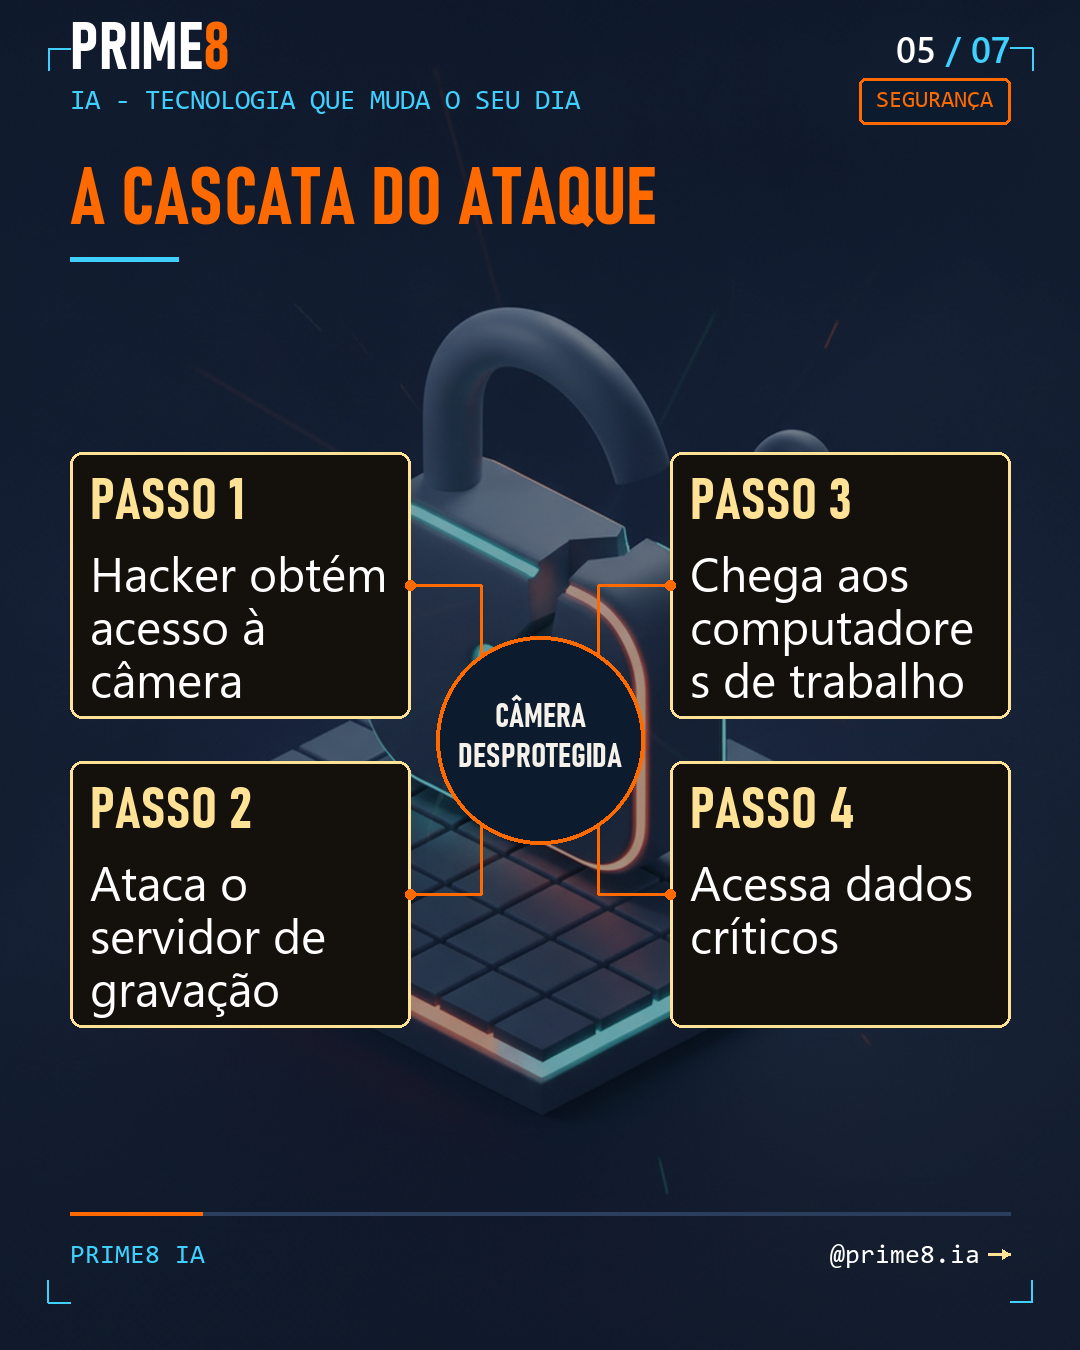 PRIME8
05 / 07
IA - TECNOLOGIA QUE MUDA O SEU DIA
SEGURANÇA
A CASCATA DO ATAQUE
PASSO 1
Hacker obtém
acesso à
câmera
PASSO 2
Ataca o
servidor de
gravação
CÂMERA
DESPROTEGIDA
PASSO 3
Chega aos
computadore
s de trabalho
PASSO 4
Acessa dados
críticos
PRIME8 IA
@prime8.ia